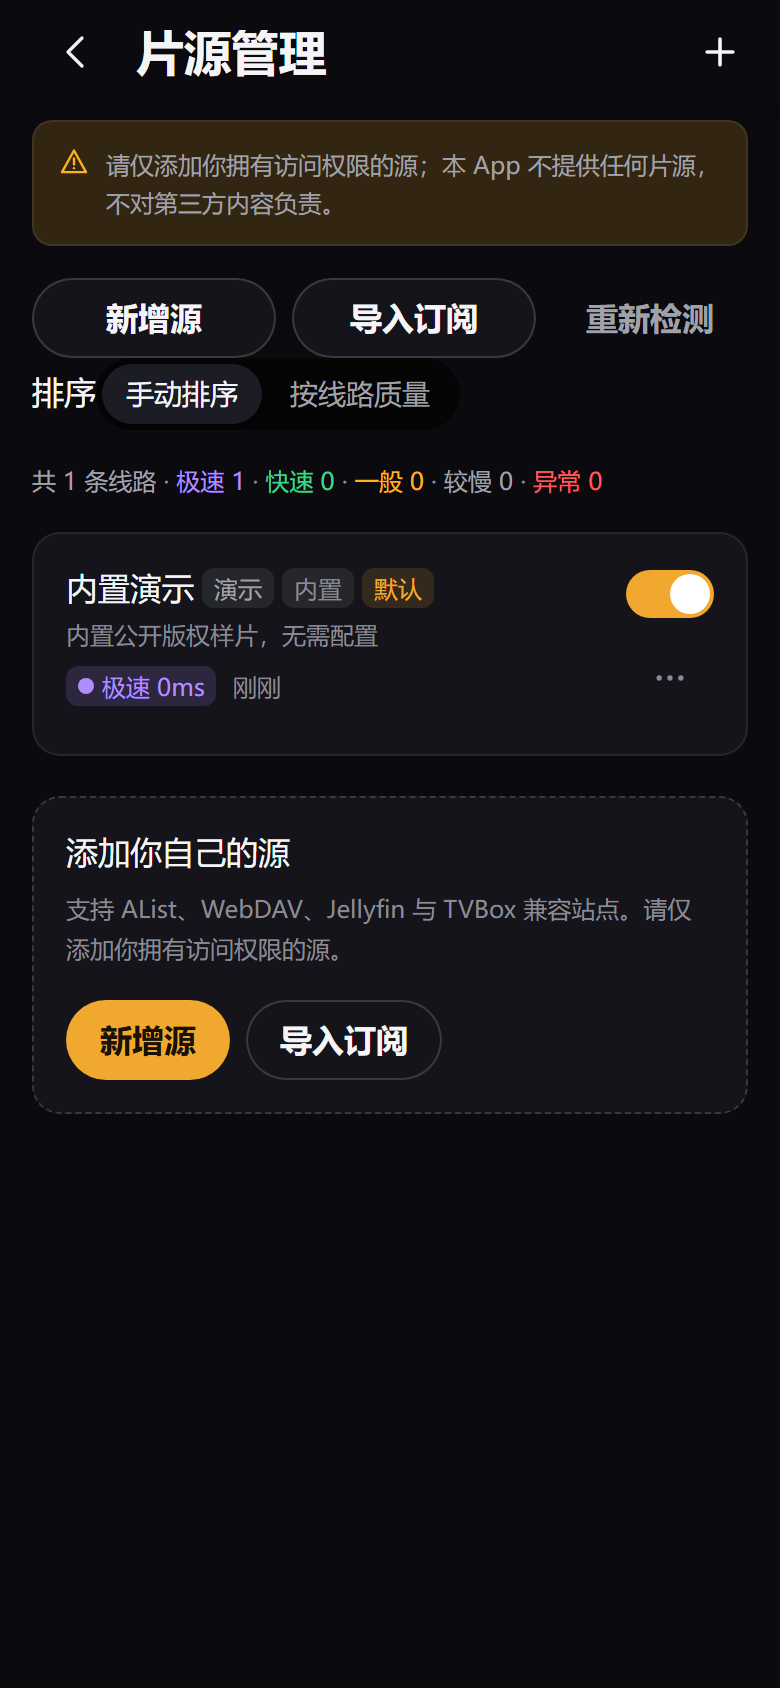 片源管理
请仅添加你拥有访问权限的源；本 App 不提供任何片源，
不对第三方内容负责。
新增源 导入订阅 重新检测
排序 手动排序 按线路质量
共 1 条线路 · 极速 1 · 快速 0 · 一般 0 · 较慢 0 · 异常 0
内置演示 演示 内置 默认
内置公开版权样片，无需配置
极速 0ms 刚刚
添加你自己的源
支持 AList、WebDAV、Jellyfin 与 TVBox 兼容站点。请仅
添加你拥有访问权限的源。
新增源 导入订阅